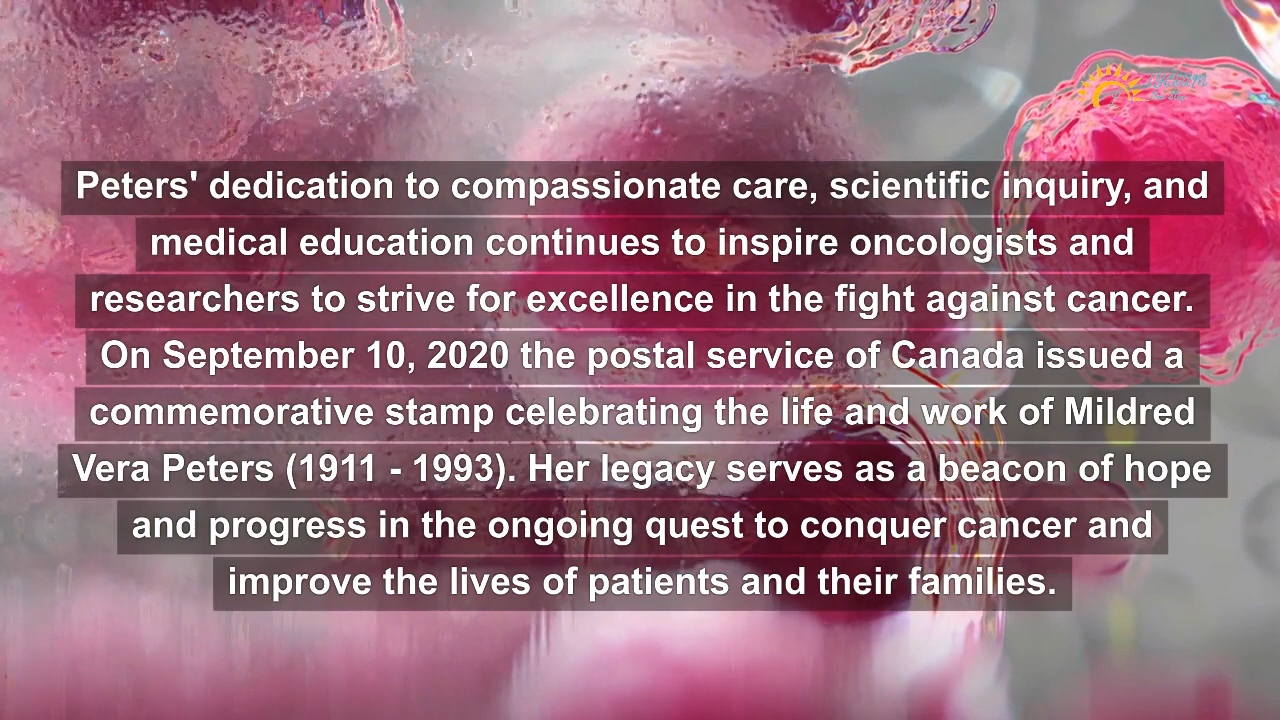 Peters' dedication to compassionate care, scientific inquiry, and
medical education continues to inspire oncologists and
researchers to strive for excellence in the fight against cancer.
On September 10, 2020 the postal service of Canada issued a
commemorative stamp celebrating the life and work of Mildred
Vera Peters (1911 - 1993). Her legacy serves as a beacon of hope
and progress in the ongoing quest to conquer cancer and
improve the lives of patients and their families.